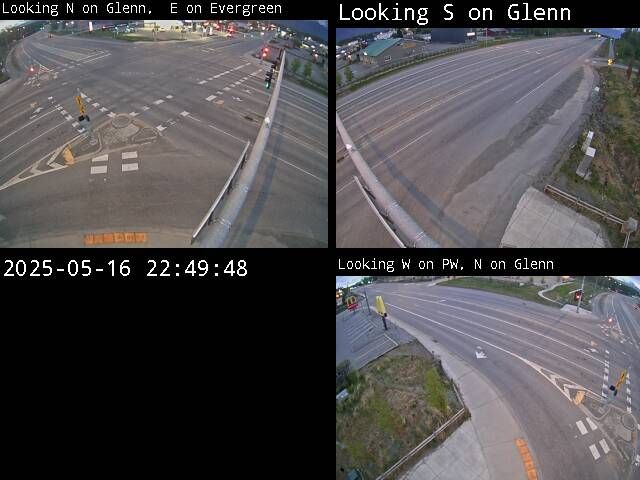 Looking N on Glenn,  E on Evergreen
Looking S on Glenn
2025-05-16 22:49:48
Looking W on PW, N on Glenn